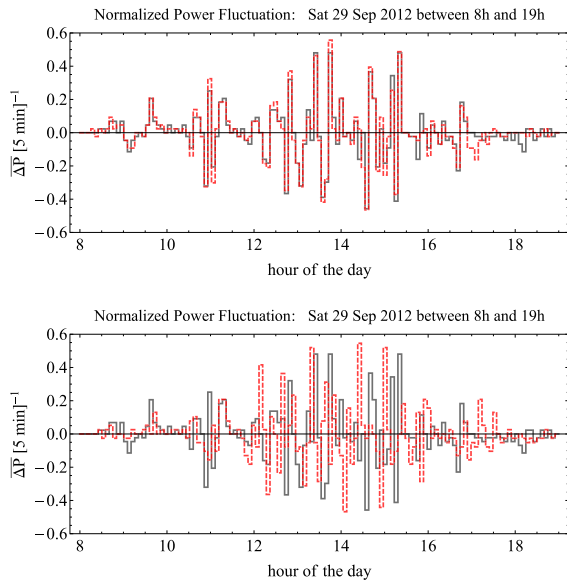 Normalized Power Fluctuation: Sat 29 Sep 2012 between 8h and 19h
0.6
0.4
0.2
0.0
−0.2
−0.4
−0.6
ΔP [5 min]⁻¹
8 10 12 14 16 18
hour of the day
Normalized Power Fluctuation: Sat 29 Sep 2012 between 8h and 19h
0.6
0.4
0.2
0.0
−0.2
−0.4
−0.6
ΔP [5 min]⁻¹
8 10 12 14 16 18
hour of the day